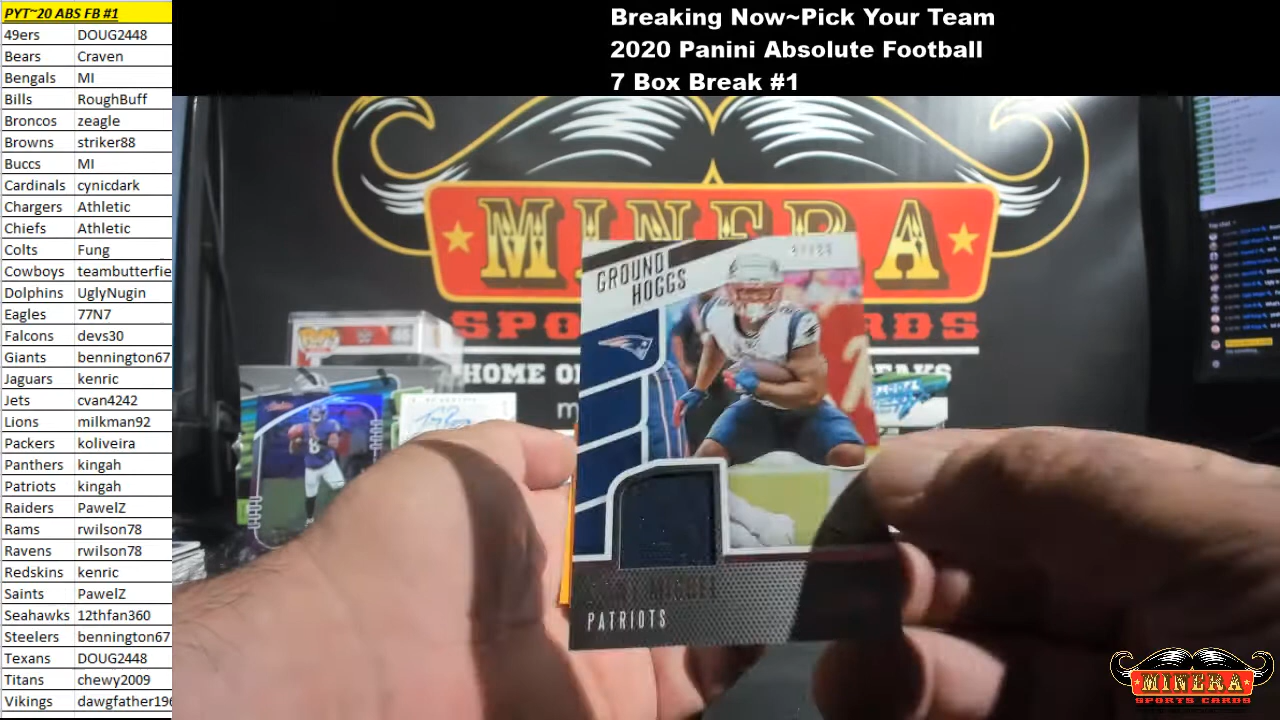 PYT~20 ABS FB #1
49ers DOUG2448
Bears Craven
Bengals MI
Bills RoughBuff
Broncos zeagle
Browns striker88
Buccs MI
Cardinals cynicdark
Chargers Athletic
Chiefs Athletic
Colts Fung
Cowboys teambutterfie
Dolphins UglyNugin
Eagles 77N7
Falcons devs30
Giants bennington67
Jaguars kenric
Jets cvan4242
Lions milkman92
Packers koliveira
Panthers kingah
Patriots kingah
Raiders PawelZ
Rams rwilson78
Ravens rwilson78
Redskins kenric
Saints PawelZ
Seahawks 12thfan360
Steelers bennington67
Texans DOUG2448
Titans chewy2009
Vikings dawgfather196
Breaking Now~Pick Your Team
2020 Panini Absolute Football
7 Box Break #1
MINERA
HOME
GROUND
HOGGS
PATRIOTS
MINERA
SPORTS CARDS